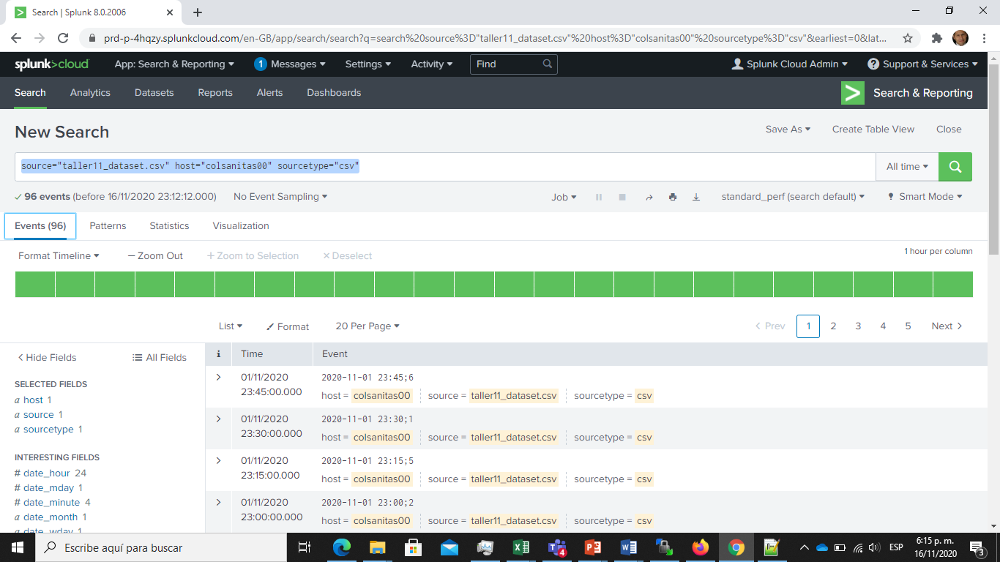 Search | Splunk 8.0.2006
prd-p-4hqzy.splunkcloud.com/en-GB/app/search/search?q=search%20source%3D"taller11_dataset.csv"%20host%3D"colsanitas00"%20sourcetype%3D"csv"&earliest=0&lat...
splunk>cloud App: Search & Reporting 1 Messages Settings Activity Find Splunk Cloud Admin Support & Services
Search Analytics Datasets Reports Alerts Dashboards Search & Reporting
New Search Save As Create Table View Close
source="taller11_dataset.csv" host="colsanitas00" sourcetype="csv" All time
96 events (before 16/11/2020 23:12:12.000) No Event Sampling Job standard_perf (search default) Smart Mode
Events (96) Patterns Statistics Visualization
Format Timeline — Zoom Out + Zoom to Selection × Deselect 1 hour per column
List Format 20 Per Page < Prev 1 2 3 4 5 Next >
< Hide Fields All Fields
i Time Event
SELECTED FIELDS
a host 1
a source 1
a sourcetype 1
INTERESTING FIELDS
# date_hour 24
# date_mday 1
# date_minute 4
a date_month 1
a date_wday 1
01/11/2020 23:45:00.000
2020-11-01 23:45;6
host = colsanitas00 source = taller11_dataset.csv sourcetype = csv
01/11/2020 23:30:00.000
2020-11-01 23:30;1
host = colsanitas00 source = taller11_dataset.csv sourcetype = csv
01/11/2020 23:15:00.000
2020-11-01 23:15;5
host = colsanitas00 source = taller11_dataset.csv sourcetype = csv
01/11/2020 23:00:00.000
2020-11-01 23:00;2
host = colsanitas00 source = taller11_dataset.csv sourcetype = csv
Escribe aquí para buscar 4 ESP 6:15 p. m. 16/11/2020 3